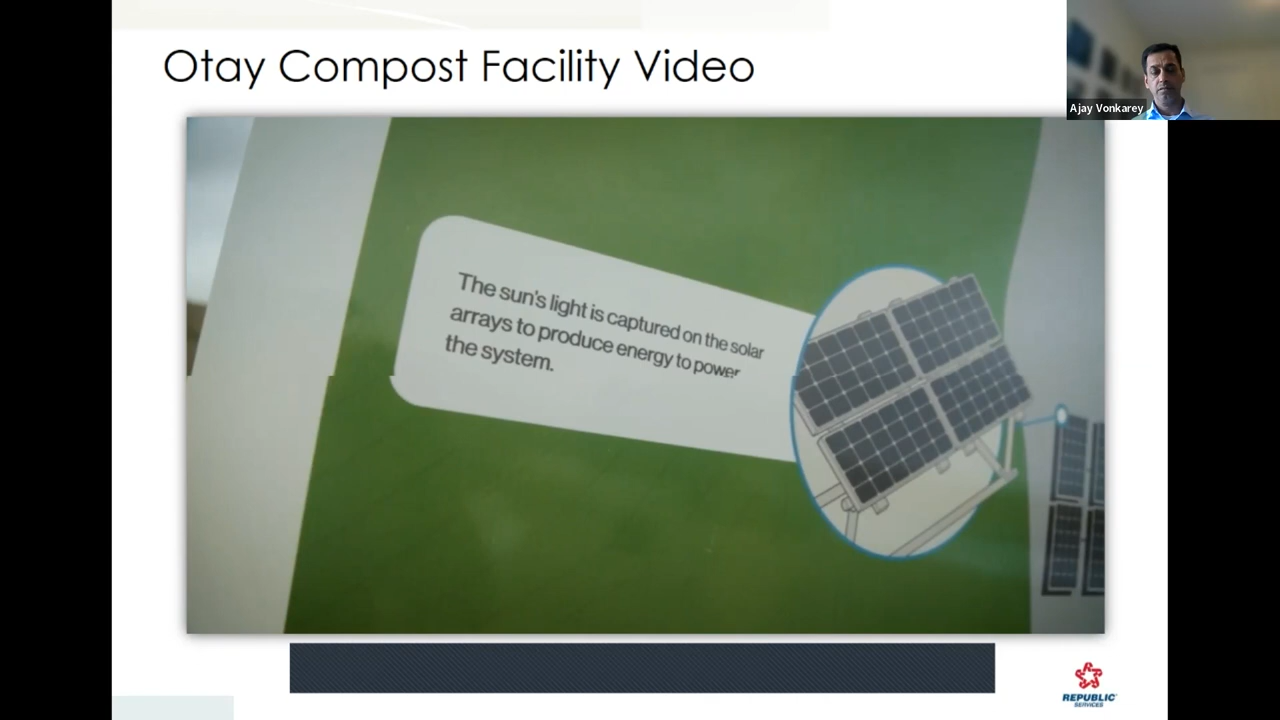 Otay Compost Facility Video
Ajay Vonkarey
The sun's light is captured on the solar
arrays to produce energy to power
the system.
REPUBLIC
SERVICES